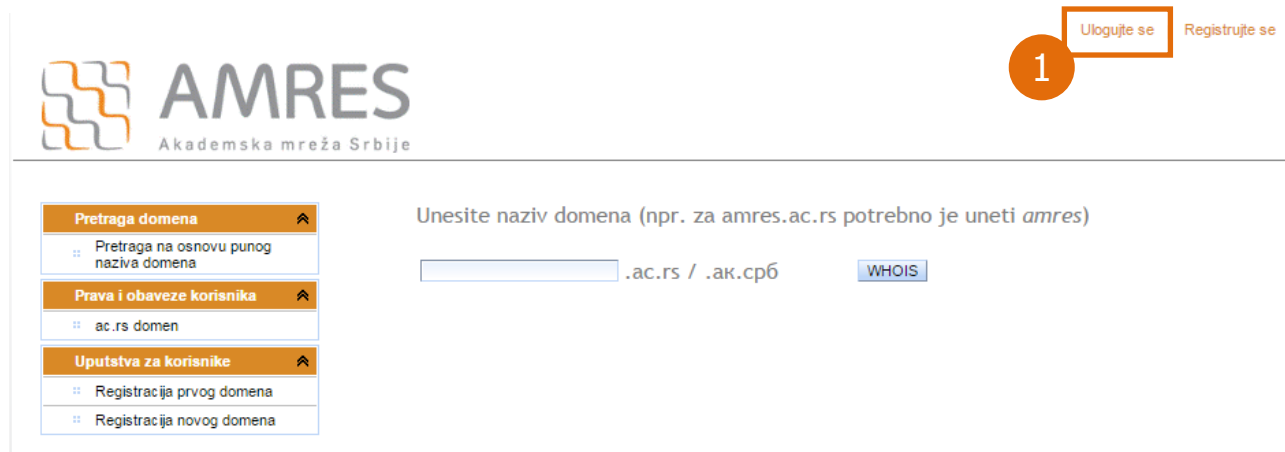 Ulogujte se Registrujte se
1
AMRES
Akademska mreža Srbije
Pretraga domena
Pretraga na osnovu punog
naziva domena
Prava i obaveze korisnika
ac.rs domen
Uputstva za korisnike
Registracija prvog domena
Registracija novog domena
Unesite naziv domena (npr. za amres.ac.rs potrebno je uneti amres)
.ac.rs / .ак.срб WHOIS